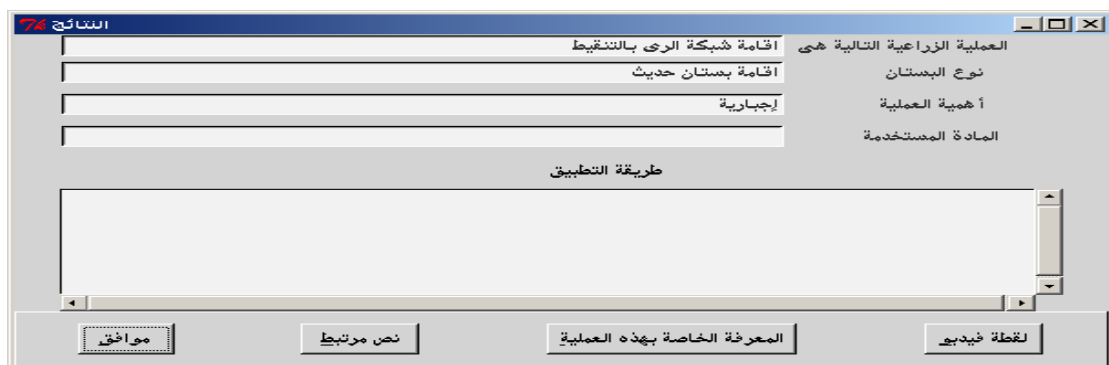 النتائج
العملية الزراعية التالية هى اقامة شبكة الرى بالتنقيط
نوع البستان اقامة بستان حديث
أهمية العملية إجبارية
المادة المستخدمة
طريقة التطبيق
لقطة فيديو المعرفة الخاصة بهذه العملية نص مرتبط موافق